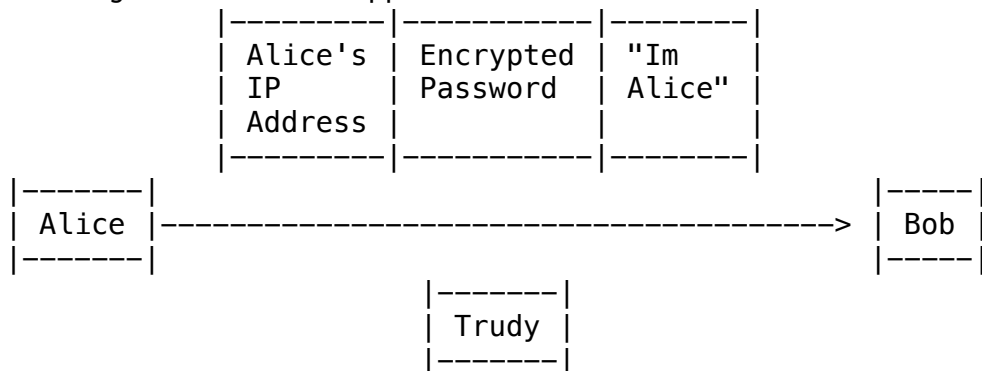 Alice's Encrypted "Im
IP Password Alice"
Address
Alice Bob
Trudy